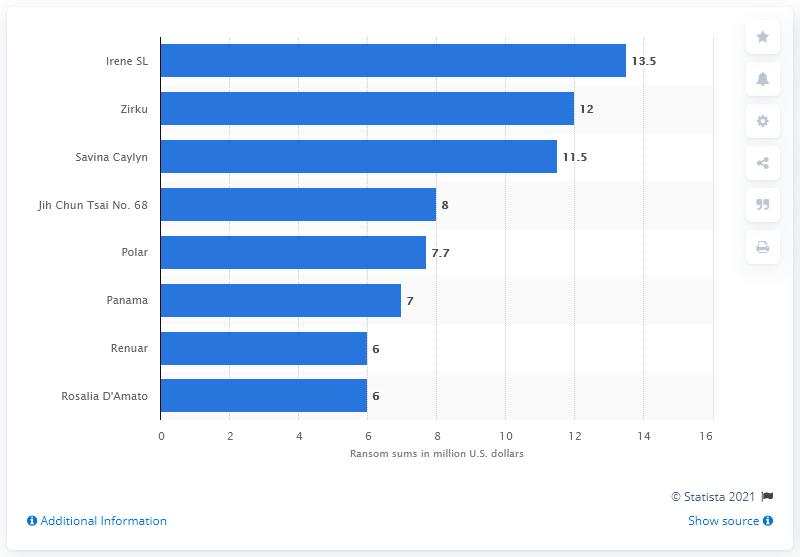 Irene SL 13.5
Zirku 12
Savina Caylyn 11.5
Jih Chun Tsai No. 68 8
Polar 7.7
Panama 7
Renuar 6
Rosalia D'Amato 6
0 2 4 6 8 10 12 14 16
Ransom sums in million U.S. dollars
© Statista 2021
Additional Information Show source